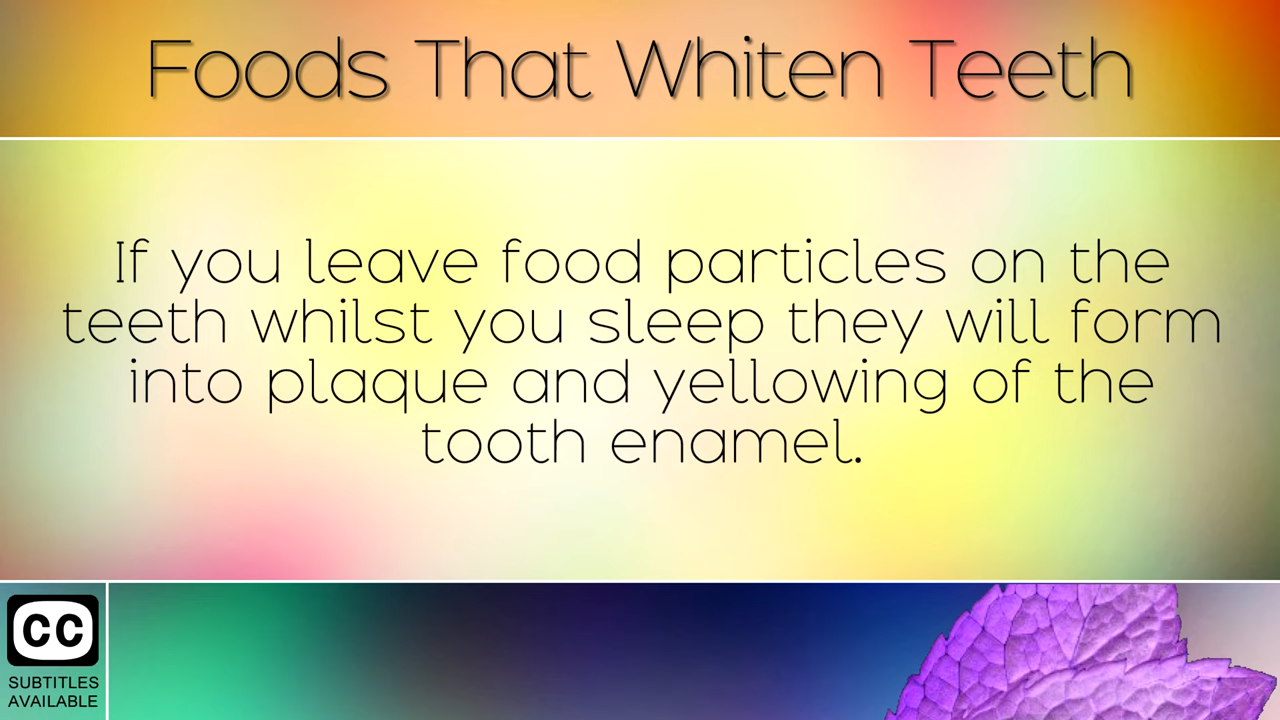 Foods That Whiten Teeth
If you leave food particles on the
teeth whilst you sleep they will form
into plaque and yellowing of the
tooth enamel.
CC
SUBTITLES
AVAILABLE